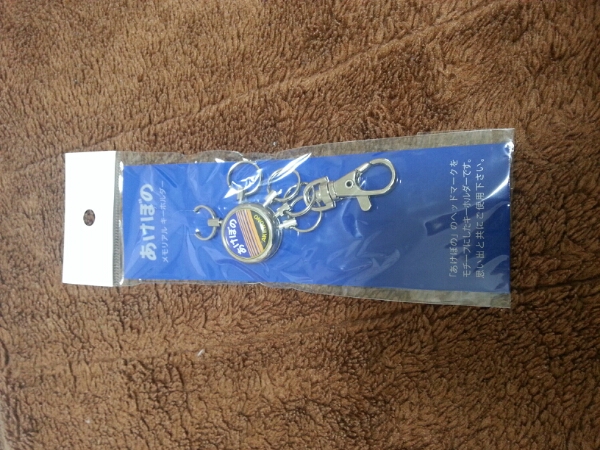 あけぼの
メモリアル キーホルダー
あけぼの
「あけぼの」のヘッドマークを
モチーフにしたキーホルダーです。
思い出と共にご使用下さい。